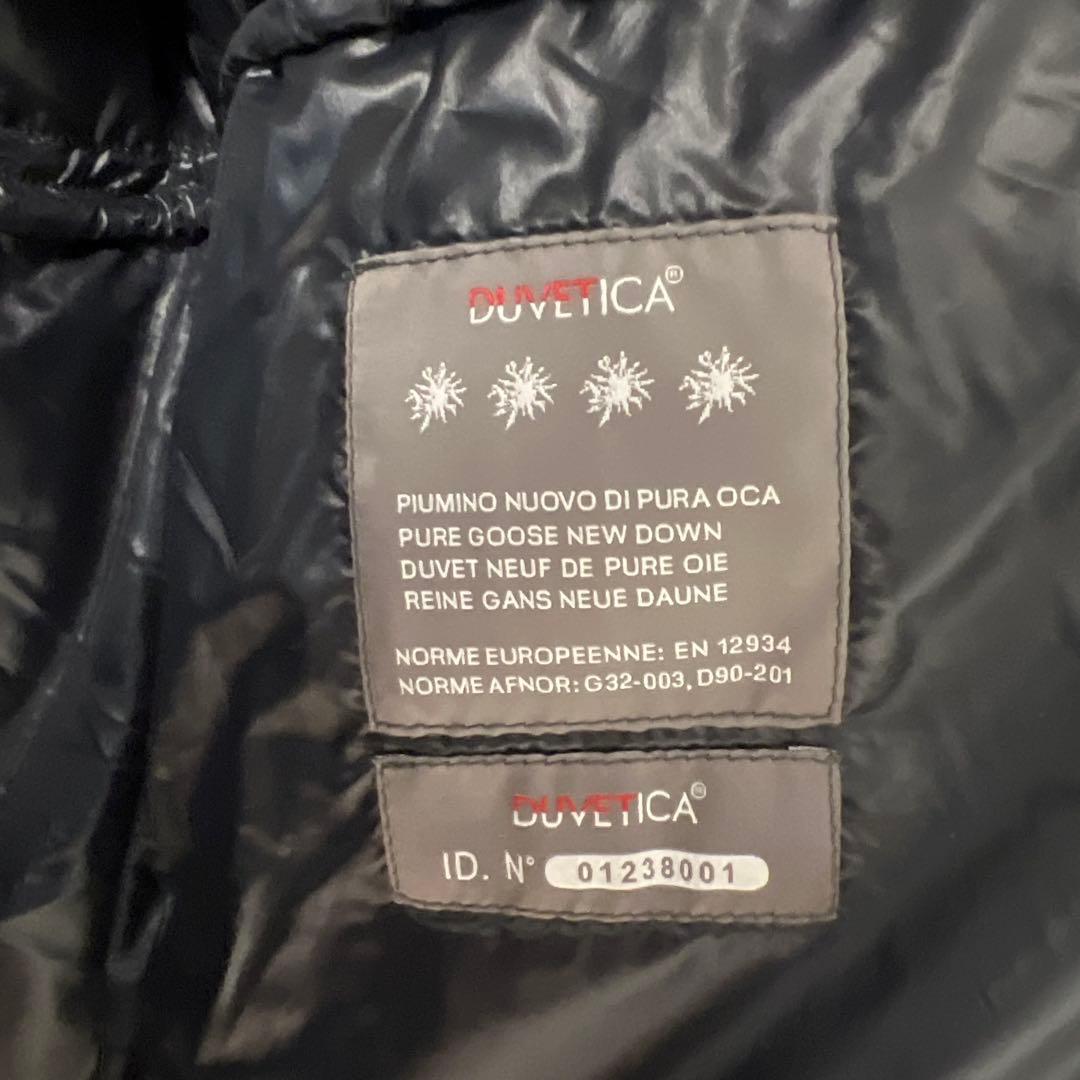 DUVETICA®
PIUMINO NUOVO DI PURA OCA
PURE GOOSE NEW DOWN
DUVET NEUF DE PURE OIE
REINE GANS NEUE DAUNE
NORME EUROPEENNE: EN 12934
NORME AFNOR: G32-003, D90-201
DUVETICA®
ID. N° 01238001